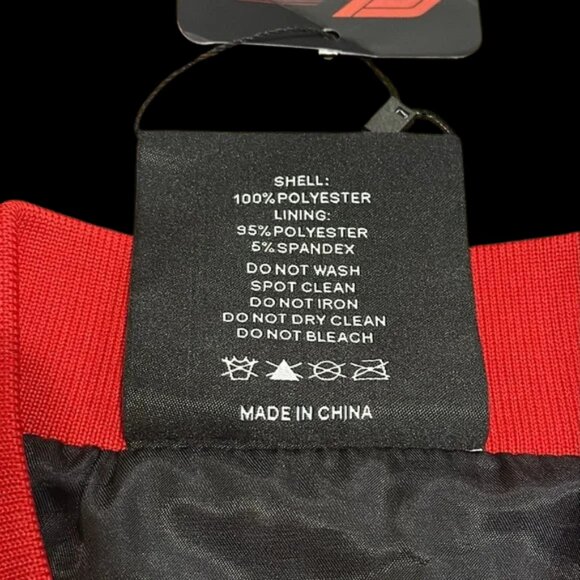 SHELL:
100%POLYESTER
LINING:
95%POLYESTER
5%SPANDEX
DO NOT WASH
SPOT CLEAN
DO NOT IRON
DO NOT DRY CLEAN
DO NOT BLEACH
MADE IN CHINA